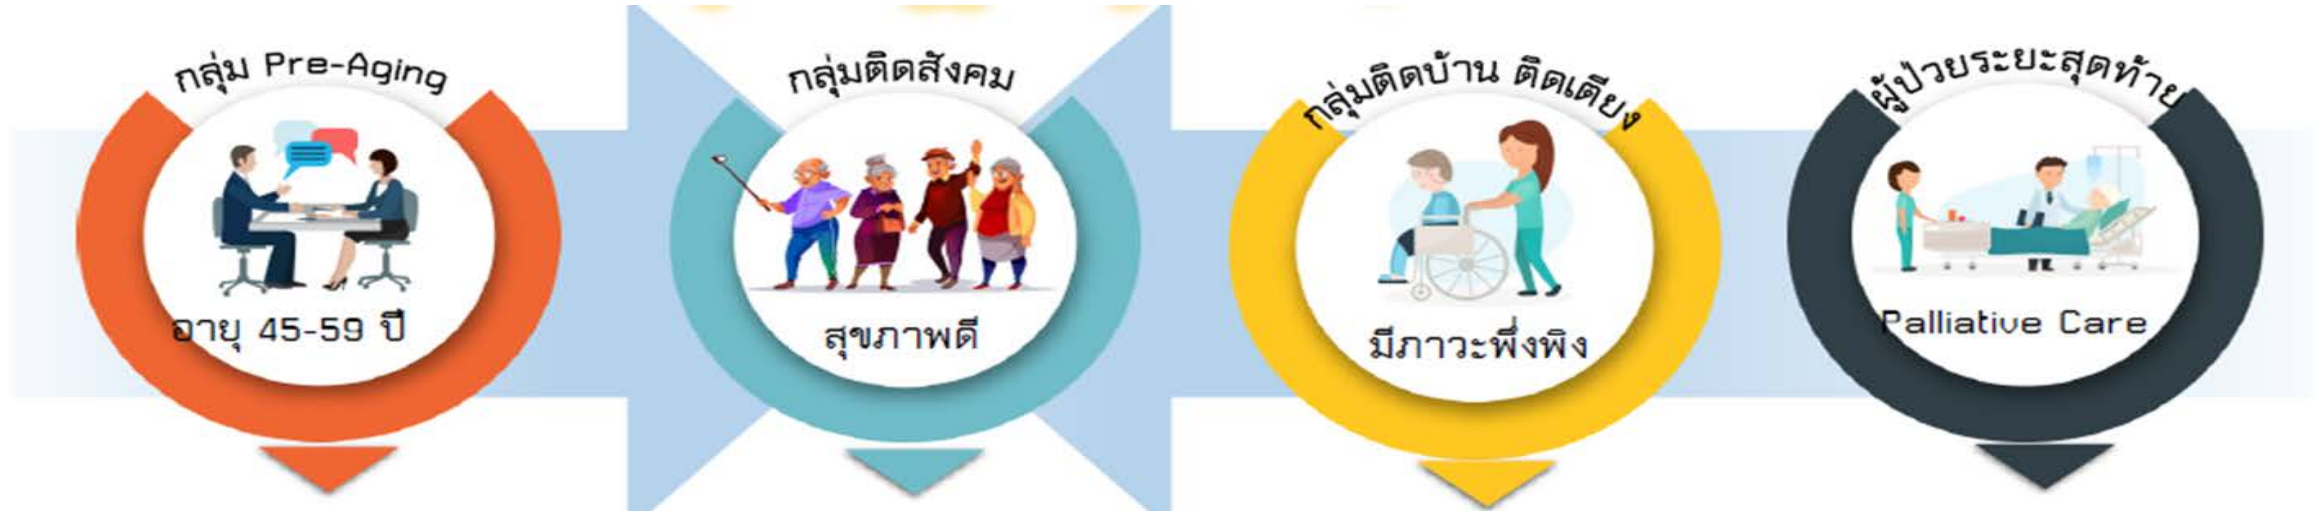 กลุ่ม Pre-Aging
อายุ 45-59 ปี
กลุ่มติดสังคม
สุขภาพดี
กลุ่มติดบ้าน ติดเตียง
มีภาวะพึ่งพิง
ผู้ป่วยระยะสุดท้าย
Palliative Care